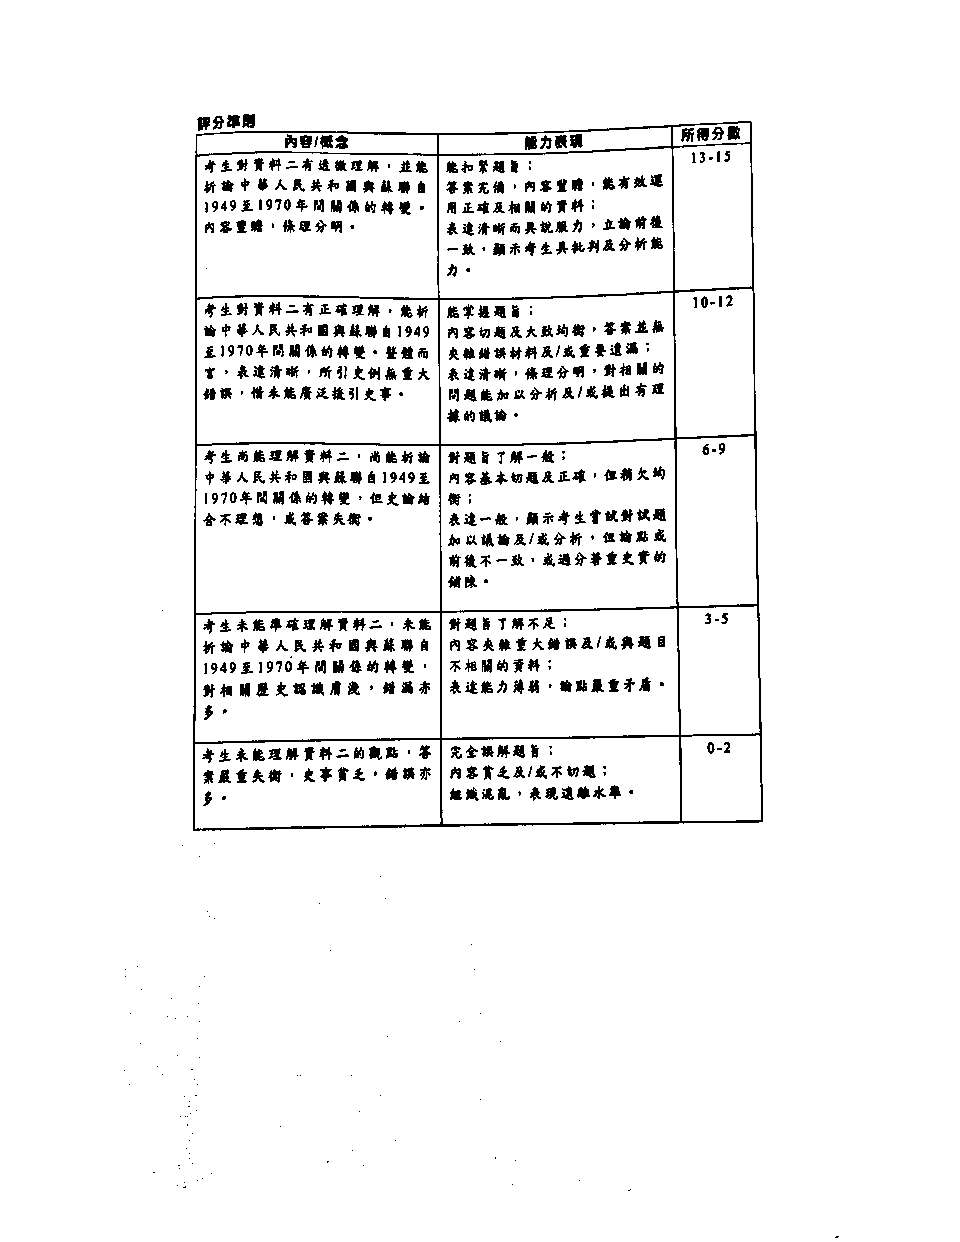 評分準則
內容/概念
能力表現
所得分數
考生對資料二有透徹理解，並能
析論中華人民共和國與蘇聯自
1949至1970年間關係的轉變。
內容豐贍，條理分明。
能扣緊題旨；
答案完備，內容豐贍，能有效運
用正確及相關的資料；
表達清晰而具說服力，立論前後
一致，顯示考生具批判及分析能
力。
13-15
考生對資料二有正確理解，能析
論中華人民共和國與蘇聯自1949
至1970年間關係的轉變。整體而
言，表達清晰，所引史例無重大
錯誤，惜未能廣泛援引史事。
能掌握題旨；
內容切題及大致均衡，答案並無
夾雜錯誤材料及/或重要遺漏；
表達清晰，條理分明，對相關的
問題能加以分析及/或提出有理
據的議論。
10-12
考生尚能理解資料二，尚能析論
中華人民共和國與蘇聯自1949至
1970年間關係的轉變，但史論結
合不理想，或答案失衡。
對題旨了解一般；
內容基本切題及正確，但稍欠均
衡；
表達一般，顯示考生嘗試對試題
加以議論及/或分析，但論點或
前後不一致，或過分著重史實的
鋪陳。
6-9
考生未能準確理解資料二，未能
析論中華人民共和國與蘇聯自
1949至1970年間關係的轉變，
對相關歷史認識膚淺，錯漏亦
多。
對題旨了解不足；
內容夾雜重大錯誤及/或與題目
不相關的資料；
表達能力薄弱，論點嚴重矛盾。
3-5
考生未能理解資料二的觀點，答
案嚴重失衡，史事貧乏，錯誤亦
多。
完全誤解題旨；
內容貧乏及/或不切題；
組織混亂，表現遠離水準。
0-2